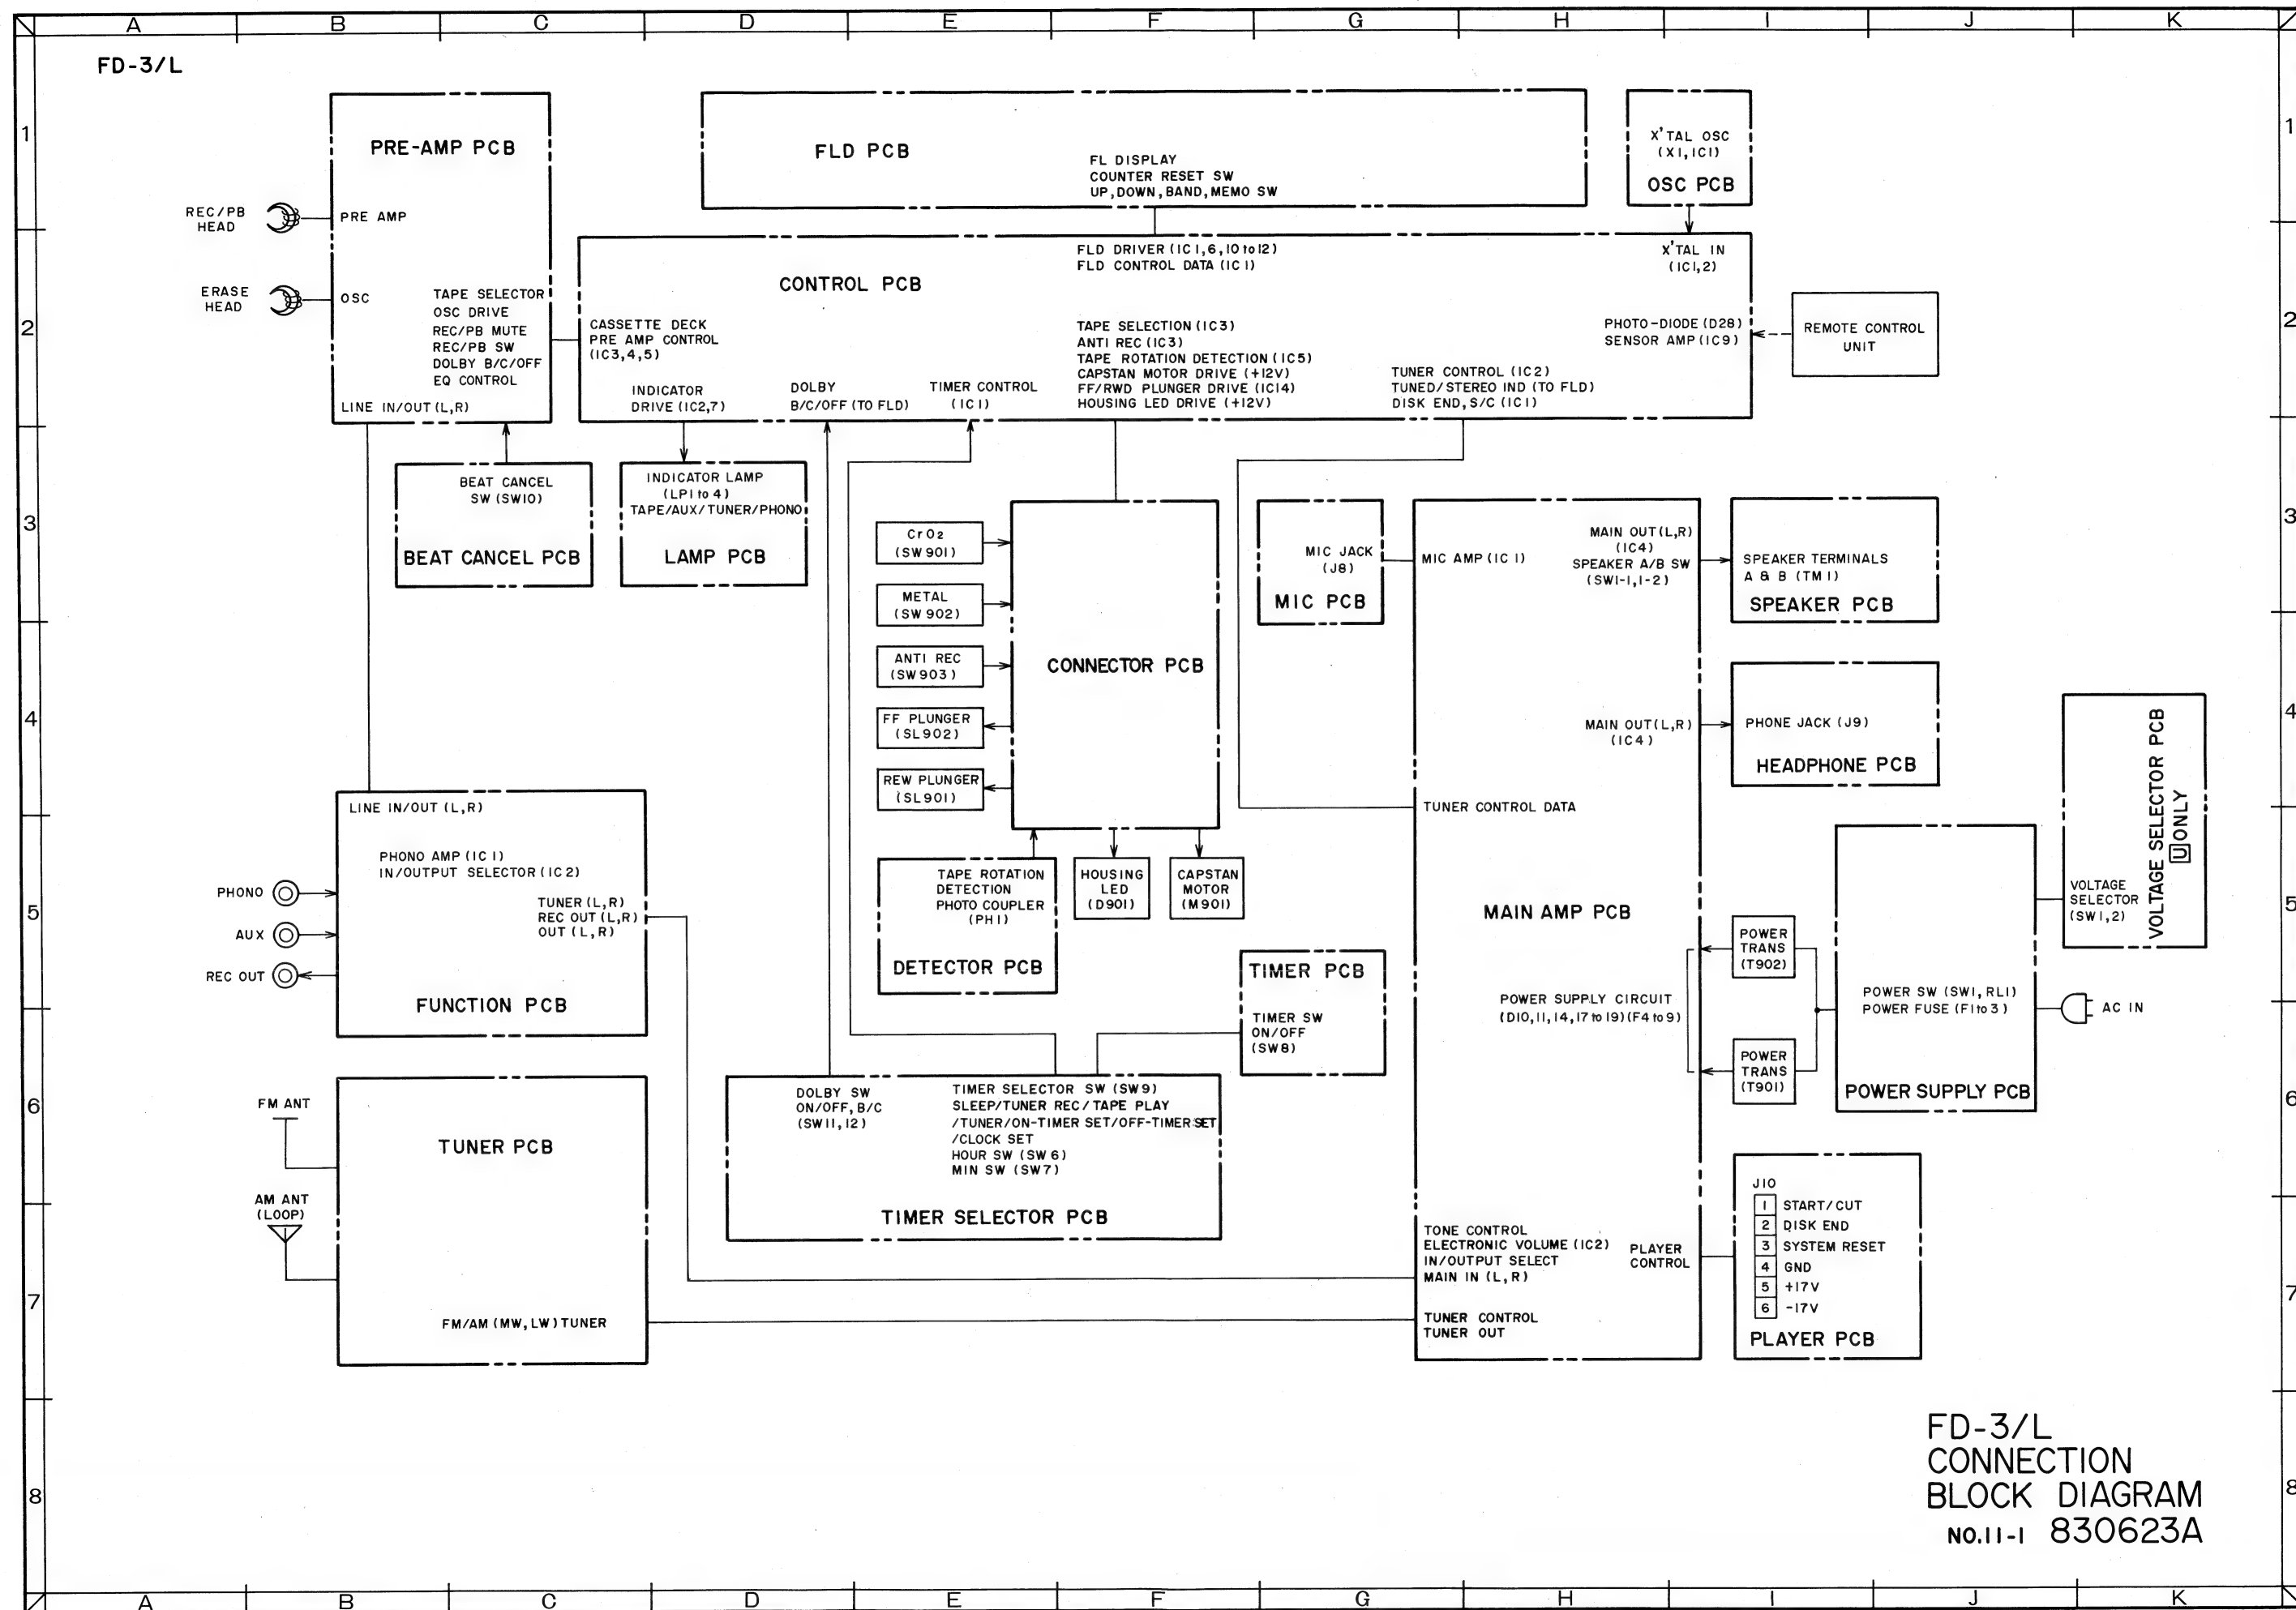 A B C D E F G H I J K
FD-3/L
1
1
PRE-AMP PCB
REC/PB
HEAD
PRE AMP
ERASE
HEAD
OSC
TAPE SELECTOR
OSC DRIVE
REC/PB MUTE
REC/PB SW
DOLBY B/C/OFF
EQ CONTROL
LINE IN/OUT (L,R)
FLD PCB
FL DISPLAY
COUNTER RESET SW
UP,DOWN,BAND,MEMO SW
X'TAL OSC
(X1,IC1)
OSC PCB
2
2
CONTROL PCB
FLD DRIVER (IC1,6,10 to 12)
FLD CONTROL DATA (IC1)
X'TAL IN
(IC1,2)
CASSETTE DECK
PRE AMP CONTROL
(IC3,4,5)
INDICATOR
DRIVE (IC2,7)
DOLBY
B/C/OFF (TO FLD)
TIMER CONTROL
(IC1)
TAPE SELECTION (IC3)
ANTI REC (IC3)
TAPE ROTATION DETECTION (IC5)
CAPSTAN MOTOR DRIVE (+12V)
FF/RWD PLUNGER DRIVE (IC14)
HOUSING LED DRIVE (+12V)
TUNER CONTROL (IC2)
TUNED/STEREO IND (TO FLD)
DISK END, S/C (IC1)
PHOTO-DIODE (D28)
SENSOR AMP (IC9)
REMOTE CONTROL
UNIT
3
3
BEAT CANCEL
SW (SW10)
BEAT CANCEL PCB
INDICATOR LAMP
(LP1 to 4)
TAPE/AUX/TUNER/PHONO
LAMP PCB
CrO2
(SW901)
METAL
(SW902)
ANTI REC
(SW903)
FF PLUNGER
(SL902)
REW PLUNGER
(SL901)
CONNECTOR PCB
MIC JACK
(J8)
MIC PCB
MIC AMP (IC1)
MAIN OUT (L,R)
(IC4)
SPEAKER A/B SW
(SW1-1,1-2)
SPEAKER TERMINALS
A & B (TM1)
SPEAKER PCB
4
4
MAIN OUT (L,R)
(IC4)
PHONE JACK (J9)
HEADPHONE PCB
TUNER CONTROL DATA
VOLTAGE SELECTOR PCB
U ONLY
VOLTAGE
SELECTOR
(SW1,2)
5
5
LINE IN/OUT (L,R)
PHONO AMP (IC1)
IN/OUTPUT SELECTOR (IC2)
TUNER (L,R)
REC OUT (L,R)
OUT (L,R)
PHONO
AUX
REC OUT
FUNCTION PCB
TAPE ROTATION
DETECTION
PHOTO COUPLER
(PH1)
DETECTOR PCB
HOUSING
LED
(D901)
CAPSTAN
MOTOR
(M901)
MAIN AMP PCB
TIMER PCB
TIMER SW
ON/OFF
(SW8)
POWER SUPPLY CIRCUIT
(D10,11,14,17 to 19)(F4 to 9)
POWER
TRANS
(T902)
POWER
TRANS
(T901)
POWER SW (SW1, RL1)
POWER FUSE (F1 to 3)
POWER SUPPLY PCB
AC IN
6
6
FM ANT
AM ANT
(LOOP)
TUNER PCB
FM/AM (MW,LW) TUNER
DOLBY SW
ON/OFF, B/C
(SW11,12)
TIMER SELECTOR SW (SW9)
SLEEP/TUNER REC/TAPE PLAY
/TUNER/ON-TIMER SET/OFF-TIMER SET
/CLOCK SET
HOUR SW (SW6)
MIN SW (SW7)
TIMER SELECTOR PCB
7
7
TONE CONTROL
ELECTRONIC VOLUME (IC2)
IN/OUTPUT SELECT
MAIN IN (L,R)
TUNER CONTROL
TUNER OUT
PLAYER
CONTROL
J10
1 START/CUT
2 DISK END
3 SYSTEM RESET
4 GND
5 +17V
6 -17V
PLAYER PCB
8
8
FD-3/L
CONNECTION
BLOCK DIAGRAM
NO.11-1 830623A
A B C D E F G H I J K